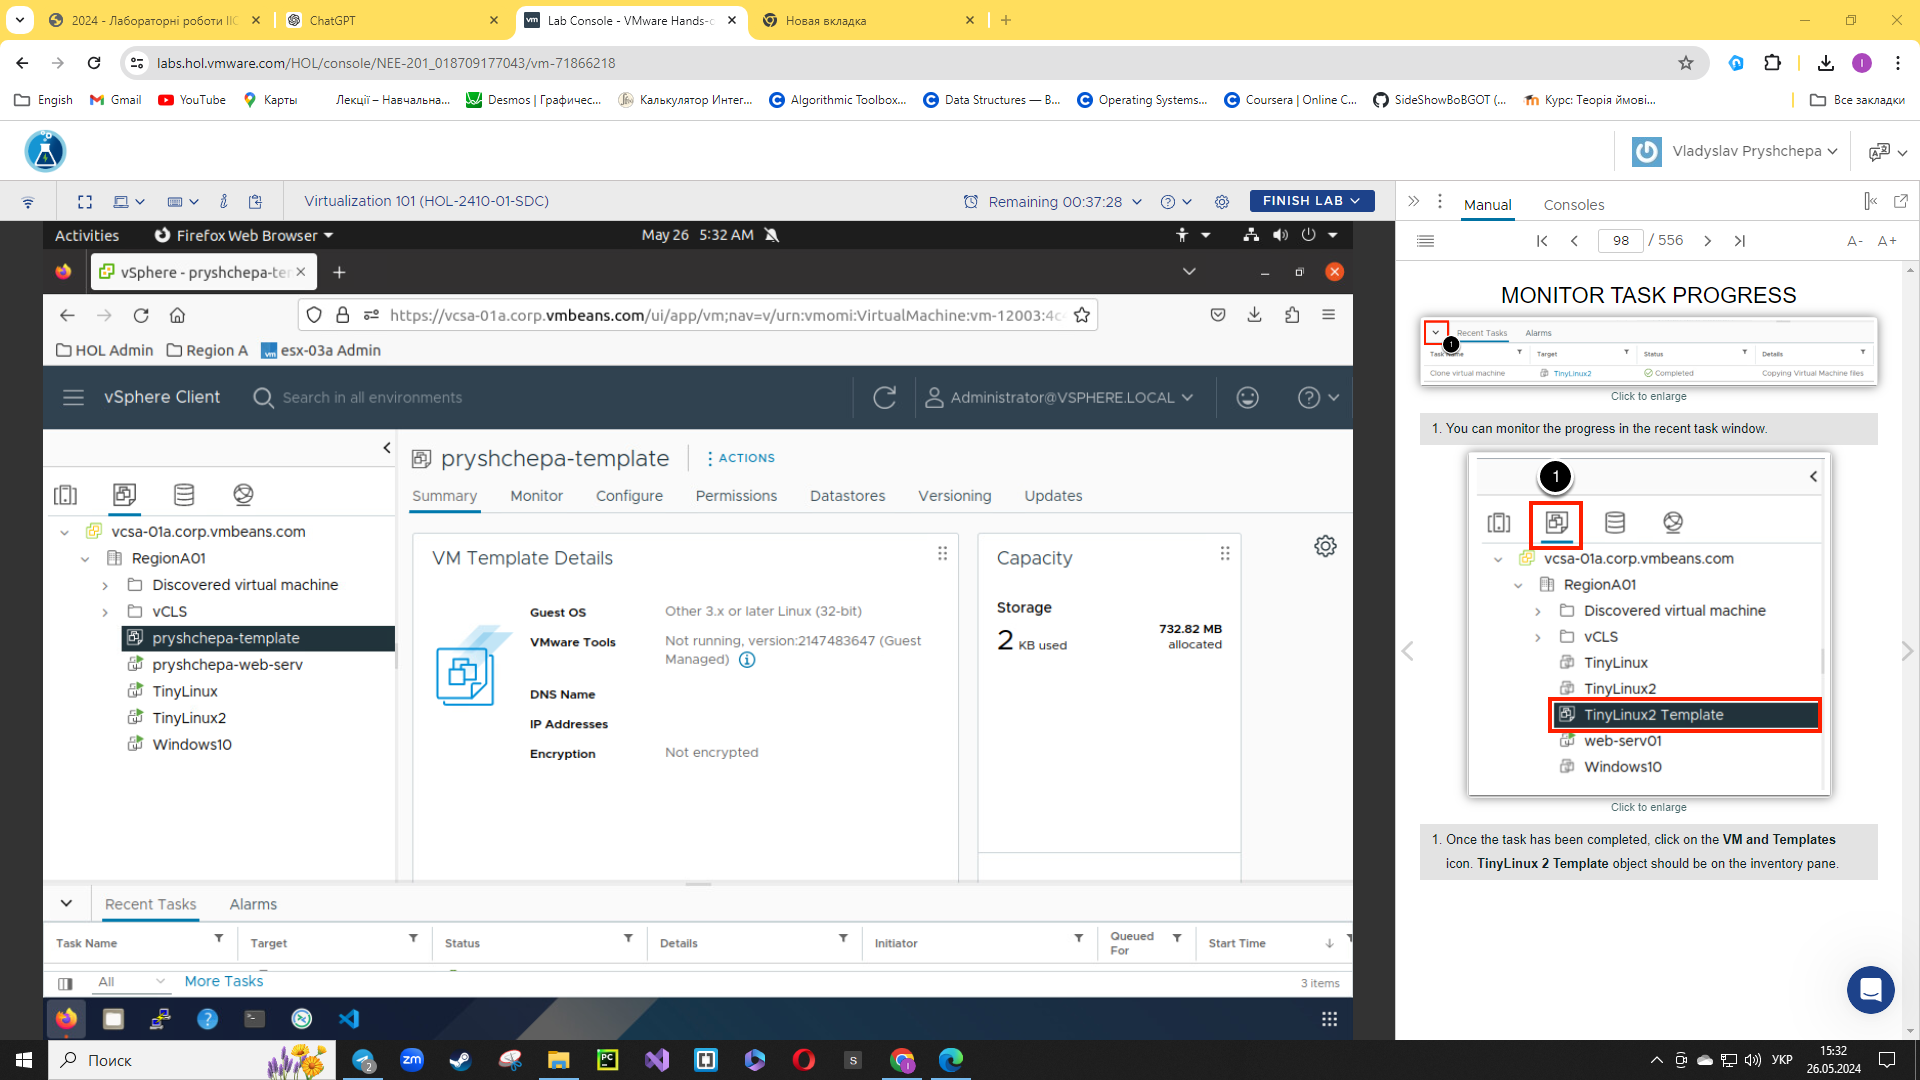 2024 - Лабораторні роботи ІІС
ChatGPT
Lab Console - VMware Hands-o
Новая вкладка
labs.hol.vmware.com/HOL/console/NEE-201_018709177043/vm-71866218
Engish
Gmail
YouTube
Карты
Лекції – Навчальна...
Desmos | Графичес...
Калькулятор Интег...
Algorithmic Toolbox...
Data Structures — В...
Operating Systems...
Coursera | Online C...
SideShowBoBGOT (...
Курс: Теорія ймові...
Все закладки
Vladyslav Pryshchepa
Virtualization 101 (HOL-2410-01-SDC)
Remaining 00:37:28
FINISH LAB
Manual
Consoles
98 / 556
A- A+
Activities
Firefox Web Browser
May 26 5:32 AM
vSphere - pryshchepa-ter
https://vcsa-01a.corp.vmbeans.com/ui/app/vm;nav=v/urn:vmomi:VirtualMachine:vm-12003:4c
HOL Admin
Region A
esx-03a Admin
vSphere Client
Search in all environments
Administrator@VSPHERE.LOCAL
vcsa-01a.corp.vmbeans.com
RegionA01
Discovered virtual machine
vCLS
pryshchepa-template
pryshchepa-web-serv
TinyLinux
TinyLinux2
Windows10
pryshchepa-template
ACTIONS
Summary
Monitor
Configure
Permissions
Datastores
Versioning
Updates
VM Template Details
Guest OS
Other 3.x or later Linux (32-bit)
VMware Tools
Not running, version:2147483647 (Guest
Managed)
DNS Name
IP Addresses
Encryption
Not encrypted
Capacity
Storage
2 KB used
732.82 MB
allocated
Recent Tasks
Alarms
Task Name
Target
Status
Details
Initiator
Queued
For
Start Time
All
More Tasks
3 items
MONITOR TASK PROGRESS
Recent Tasks
Alarms
1
Target
Status
Details
Clone virtual machine
TinyLinux2
Completed
Copying Virtual Machine files
Click to enlarge
1. You can monitor the progress in the recent task window.
1
vcsa-01a.corp.vmbeans.com
RegionA01
Discovered virtual machine
vCLS
TinyLinux
TinyLinux2
TinyLinux2 Template
web-serv01
Windows10
Click to enlarge
1. Once the task has been completed, click on the VM and Templates
icon. TinyLinux 2 Template object should be on the inventory pane.
Поиск
2
zm
PC
S
УКР
15:32
26.05.2024